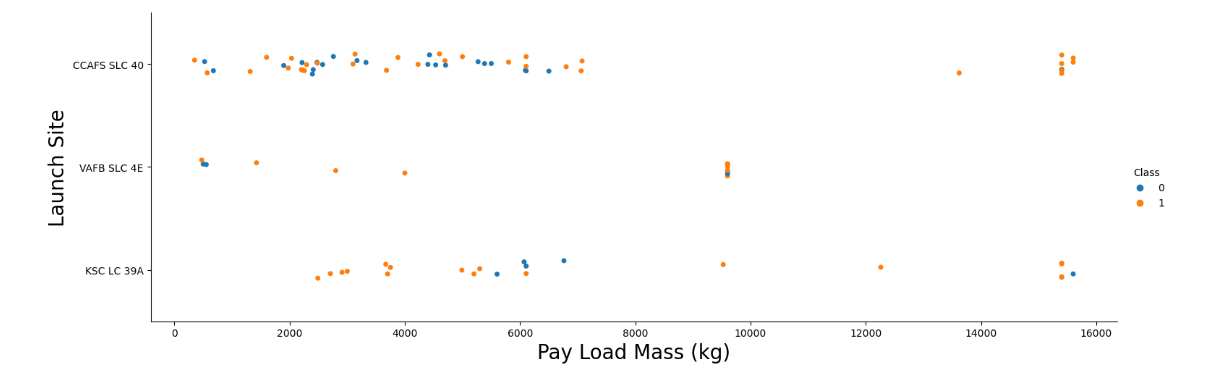 CCAFS SLC 40
VAFB SLC 4E
KSC LC 39A
Launch Site
0 2000 4000 6000 8000 10000 12000 14000 16000
Pay Load Mass (kg)
Class
0
1